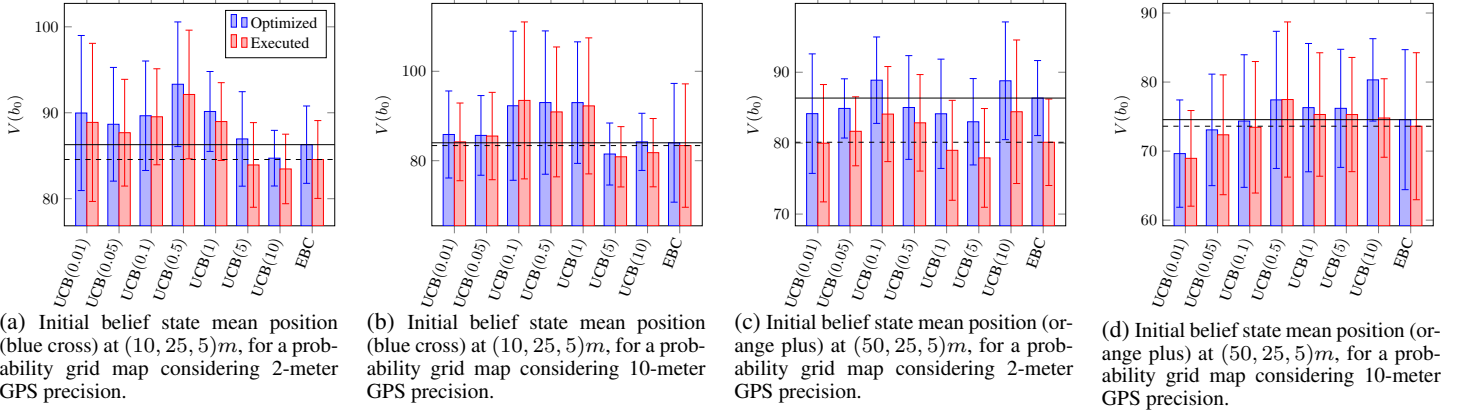 100
90
80
V(b₀)
Optimized
Executed
UCB(0.01)
UCB(0.05)
UCB(0.1)
UCB(0.5)
UCB(1)
UCB(5)
UCB(10)
EBC
(a) Initial belief state mean position
(blue cross) at (10, 25, 5)m, for a prob-
ability grid map considering 2-meter
GPS precision.
100
80
V(b₀)
UCB(0.01)
UCB(0.05)
UCB(0.1)
UCB(0.5)
UCB(1)
UCB(5)
UCB(10)
EBC
(b) Initial belief state mean position
(blue cross) at (10, 25, 5)m, for a prob-
ability grid map considering 10-meter
GPS precision.
90
80
70
V(b₀)
UCB(0.01)
UCB(0.05)
UCB(0.1)
UCB(0.5)
UCB(1)
UCB(5)
UCB(10)
EBC
(c) Initial belief state mean position (or-
ange plus) at (50, 25, 5)m, for a prob-
ability grid map considering 2-meter
GPS precision.
90
80
70
60
V(b₀)
UCB(0.01)
UCB(0.05)
UCB(0.1)
UCB(0.5)
UCB(1)
UCB(5)
UCB(10)
EBC
(d) Initial belief state mean position (or-
ange plus) at (50, 25, 5)m, for a prob-
ability grid map considering 10-meter
GPS precision.